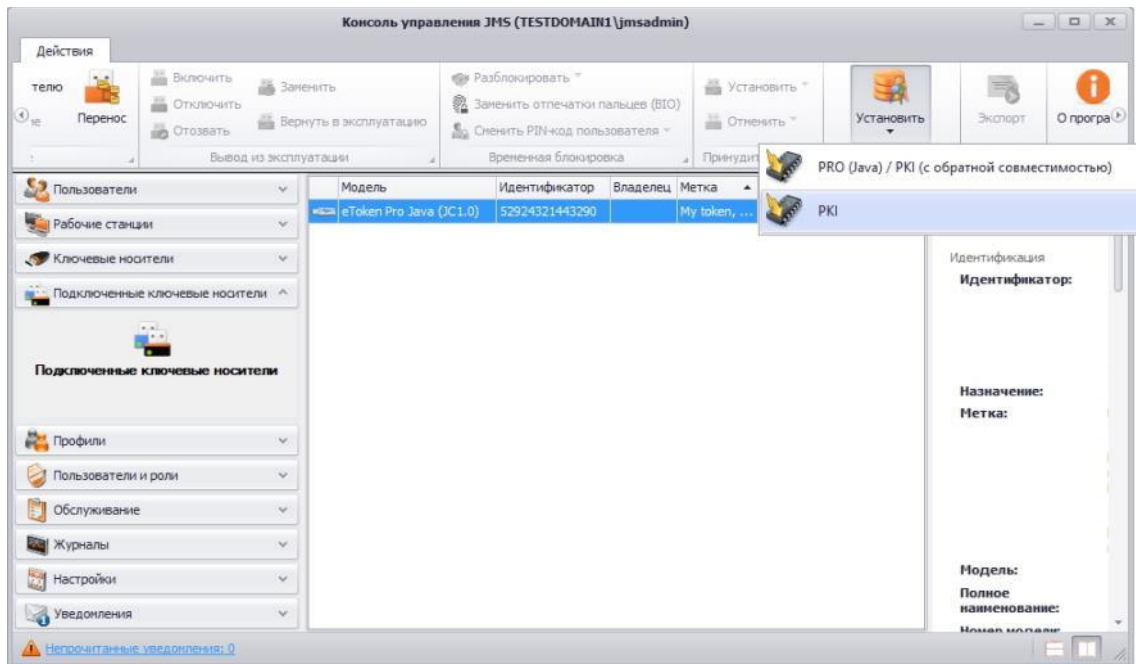 Консоль управления JMS (TESTDOMAIN1\jmsadmin)
Действия
телю
Перенос
Включить
Отключить
Отозвать
Заменить
Вернуть в эксплуатацию
Вывод из эксплуатации
Разблокировать
Заменить отпечатки пальцев (BIO)
Сменить PIN-код пользователя
Временная блокировка
Установить
Отменить
Принудит
Установить
Экспорт
О програ
PRO (Java) / PKI (с обратной совместимостью)
PKI
Пользователи
Рабочие станции
Ключевые носители
Подключенные ключевые носители
Подключенные ключевые носители
Профили
Пользователи и роли
Обслуживание
Журналы
Настройки
Уведомления
Модель Идентификатор Владелец Метка
eToken Pro Java (JC1.0) 52924321443290 My token, ...
Идентификация
Идентификатор:
Назначение:
Метка:
Модель:
Полное
наименование:
Номер модели:
Непрочитанные уведомления: 0